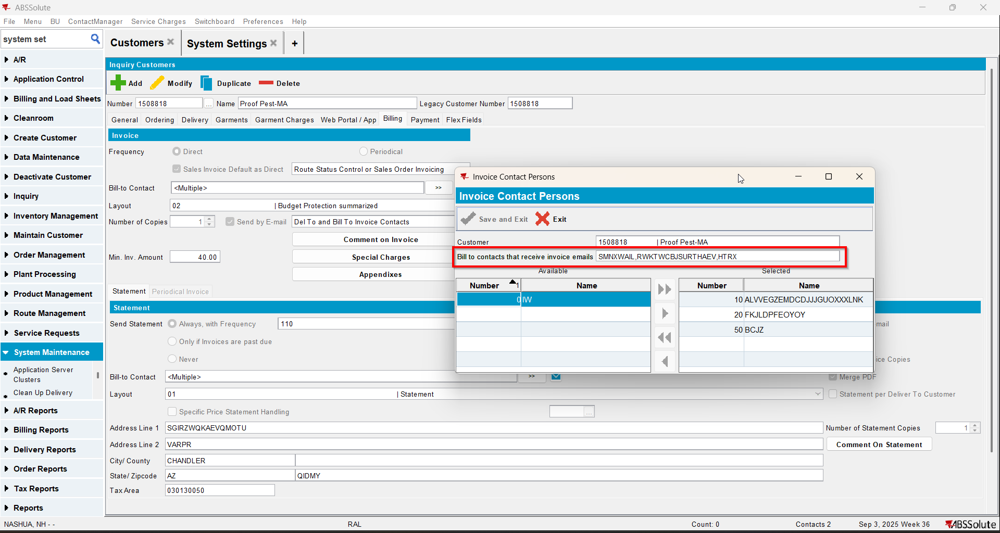 ABSSolute
File Menu BU ContactManager Service Charges Switchboard Preferences Help
system set
Customers System Settings +
A/R
Application Control
Billing and Load Sheets
Cleanroom
Create Customer
Data Maintenance
Deactivate Customer
Inquiry
Inventory Management
Maintain Customer
Order Management
Plant Processing
Product Management
Route Management
Service Requests
System Maintenance
Application Server
Clusters
Clean Up Delivery
A/R Reports
Billing Reports
Delivery Reports
Order Reports
Tax Reports
Reports
Inquiry Customers
Add Modify Duplicate Delete
Number 1508818 ... Name Proof Pest-MA Legacy Customer Number 1508818
General Ordering Delivery Garments Garment Charges Web Portal / App Billing Payment Flex Fields
Invoice
Frequency Direct Periodical
Sales Invoice Default as Direct Route Status Control or Sales Order Invoicing
Bill-to Contact <Multiple> >>
Layout 02 | Budget Protection summarized
Number of Copies 1 Send by E-mail Del To and Bill To Invoice Contacts
Comment on Invoice
Min. Inv. Amount 40.00 Special Charges
Appendixes
Statement Periodical Invoice
Statement
Send Statement Always, with Frequency 110 mail
Only if Invoices are past due
Never ice Copies
Bill-to Contact <Multiple> >> Merge PDF
Layout 01 | Statement Statement per Deliver To Customer
Specific Price Statement Handling ...
Address Line 1 SGIRZWQKAEVQMOTU Number of Statement Copies 1
Address Line 2 VARPR Comment On Statement
City/ County CHANDLER
State/ Zipcode AZ QIDMY
Tax Area 030130050
Invoice Contact Persons
Invoice Contact Persons
Save and Exit Exit
Customer 1508818 | Proof Pest-MA
Bill to contacts that receive invoice emails SMNXWAIL,RWKTWCBJSURTHAEV,HTRX
Available Selected
Number 1 Name Number Name
0 IW 10 ALVVEGZEMDCDJJJGUOXXXLNK
20 FKJLDPFEOYOY
50 BCJZ
NASHUA, NH - - RAL Count: 0 Contacts 2 Sep 3, 2025 Week 36 ABSSolute